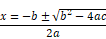 x = −b ± √b² − 4ac
2a